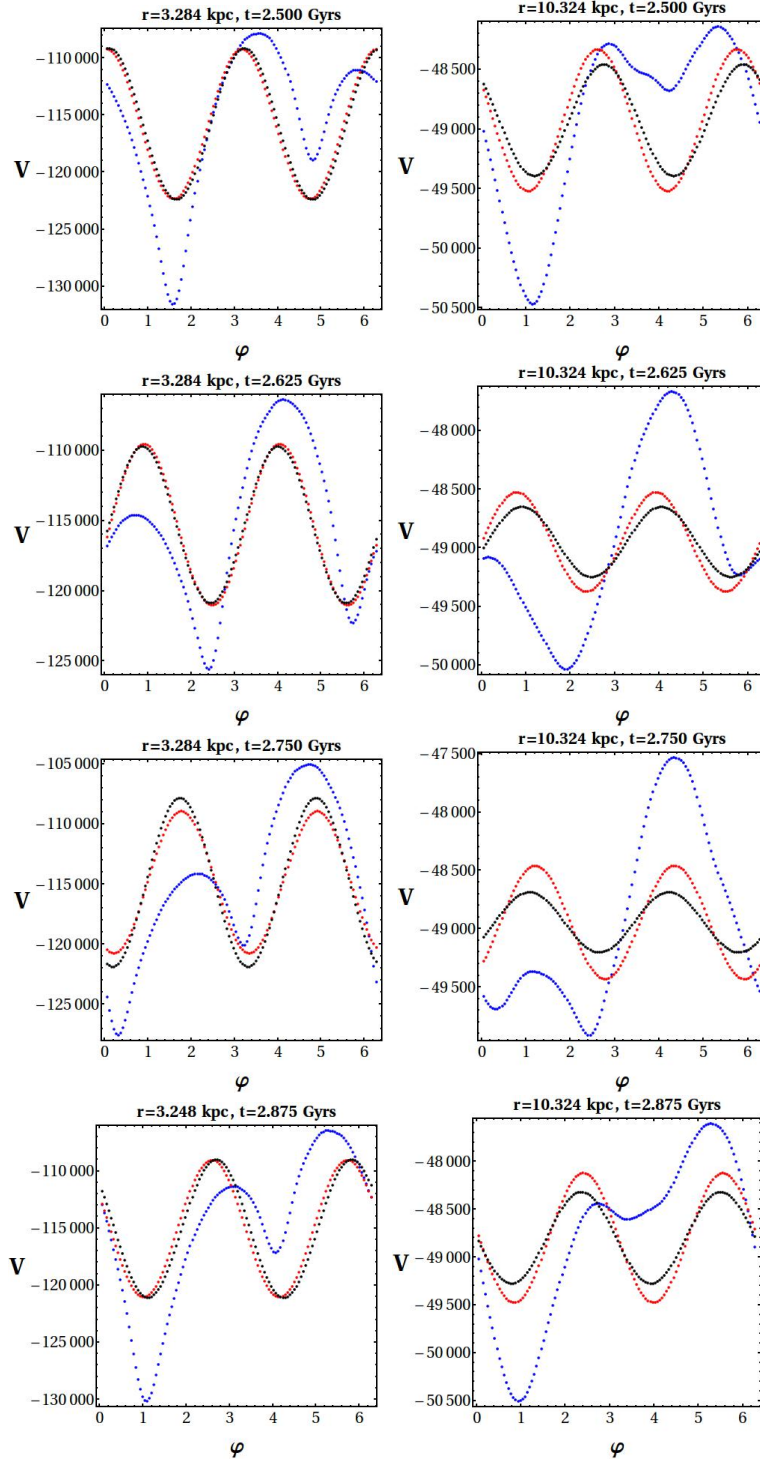 r=3.284 kpc, t=2.500 Gyrs
−110 000
−115 000
−120 000
−125 000
−130 000
V
0 1 2 3 4 5 6
φ
r=10.324 kpc, t=2.500 Gyrs
−48 500
−49 000
−49 500
−50 000
−50 500
V
0 1 2 3 4 5 6
φ
r=3.284 kpc, t=2.625 Gyrs
−110 000
−115 000
−120 000
−125 000
V
0 1 2 3 4 5 6
φ
r=10.324 kpc, t=2.625 Gyrs
−48 000
−48 500
−49 000
−49 500
−50 000
V
0 1 2 3 4 5 6
φ
r=3.284 kpc, t=2.750 Gyrs
−105 000
−110 000
−115 000
−120 000
−125 000
V
0 1 2 3 4 5 6
φ
r=10.324 kpc, t=2.750 Gyrs
−47 500
−48 000
−48 500
−49 000
−49 500
V
0 1 2 3 4 5 6
φ
r=3.248 kpc, t=2.875 Gyrs
−110 000
−115 000
−120 000
−125 000
−130 000
V
0 1 2 3 4 5 6
φ
r=10.324 kpc, t=2.875 Gyrs
−48 000
−48 500
−49 000
−49 500
−50 000
−50 500
V
0 1 2 3 4 5 6
φ